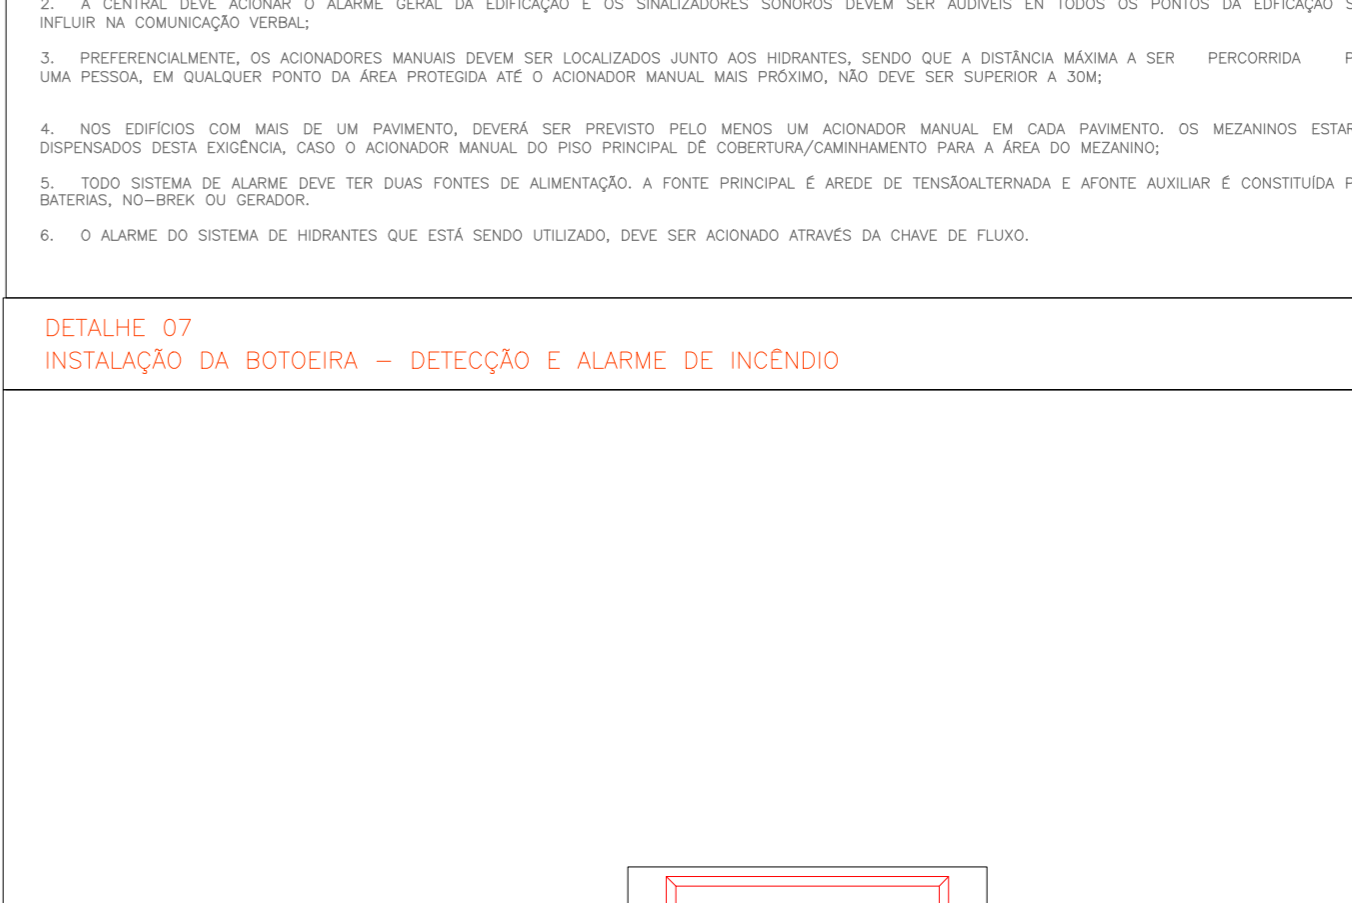 2. A CENTRAL DEVE ACIONAR O ALARME GERAL DA EDIFICAÇÃO E OS SINALIZADORES SONOROS DEVEM SER AUDÍVEIS EN TODOS OS PONTOS DA EDFICAÇÃO
INFLUIR NA COMUNICAÇÃO VERBAL;
3. PREFERENCIALMENTE, OS ACIONADORES MANUAIS DEVEM SER LOCALIZADOS JUNTO AOS HIDRANTES, SENDO QUE A DISTÂNCIA MÁXIMA A SER PERCORRIDA
UMA PESSOA, EM QUALQUER PONTO DA ÁREA PROTEGIDA ATÉ O ACIONADOR MANUAL MAIS PRÓXIMO, NÃO DEVE SER SUPERIOR A 30M;
4. NOS EDIFÍCIOS COM MAIS DE UM PAVIMENTO, DEVERÁ SER PREVISTO PELO MENOS UM ACIONADOR MANUAL EM CADA PAVIMENTO. OS MEZANINOS ESTAR
DISPENSADOS DESTA EXIGÊNCIA, CASO O ACIONADOR MANUAL DO PISO PRINCIPAL DÊ COBERTURA/CAMINHAMENTO PARA A ÁREA DO MEZANINO;
5. TODO SISTEMA DE ALARME DEVE TER DUAS FONTES DE ALIMENTAÇÃO. A FONTE PRINCIPAL É AREDE DE TENSÃOALTERNADA E AFONTE AUXILIAR É CONSTITUÍDA
BATERIAS, NO-BREK OU GERADOR.
6. O ALARME DO SISTEMA DE HIDRANTES QUE ESTÁ SENDO UTILIZADO, DEVE SER ACIONADO ATRAVÉS DA CHAVE DE FLUXO.
DETALHE 07
INSTALAÇÃO DA BOTOEIRA - DETECÇÃO E ALARME DE INCÊNDIO